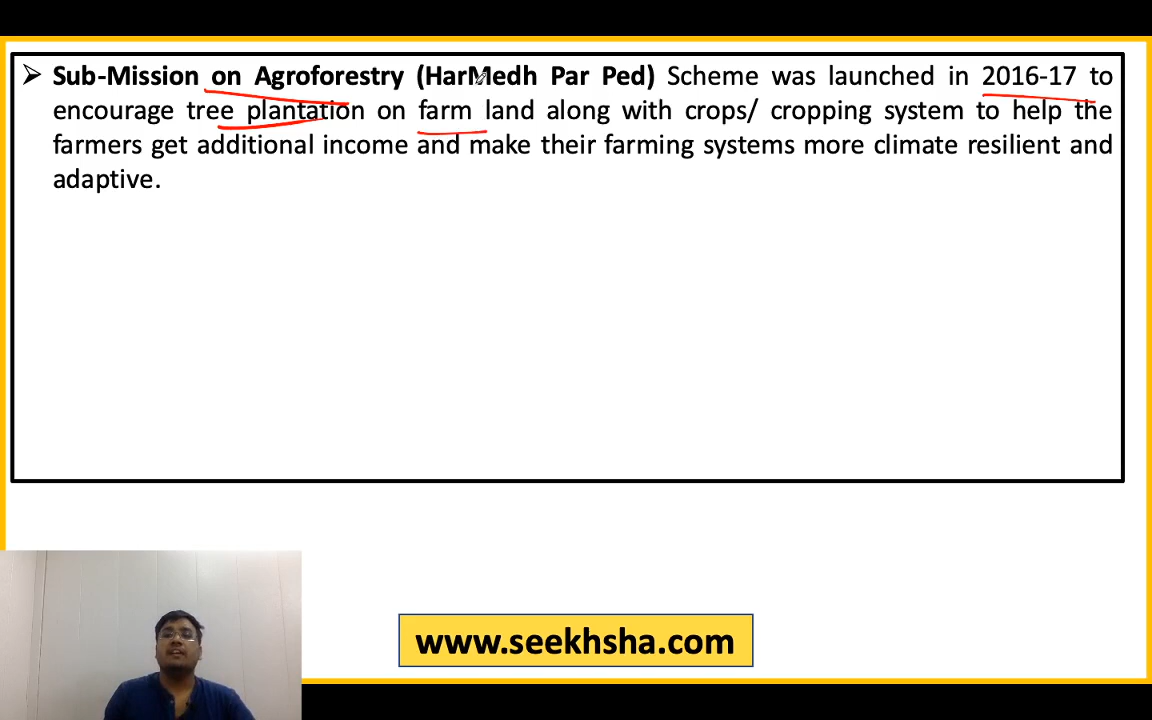 ➤ Sub-Mission on Agroforestry (HarMedh Par Ped) Scheme was launched in 2016-17 to
encourage tree plantation on farm land along with crops/ cropping system to help the
farmers get additional income and make their farming systems more climate resilient and
adaptive.
www.seekhsha.com